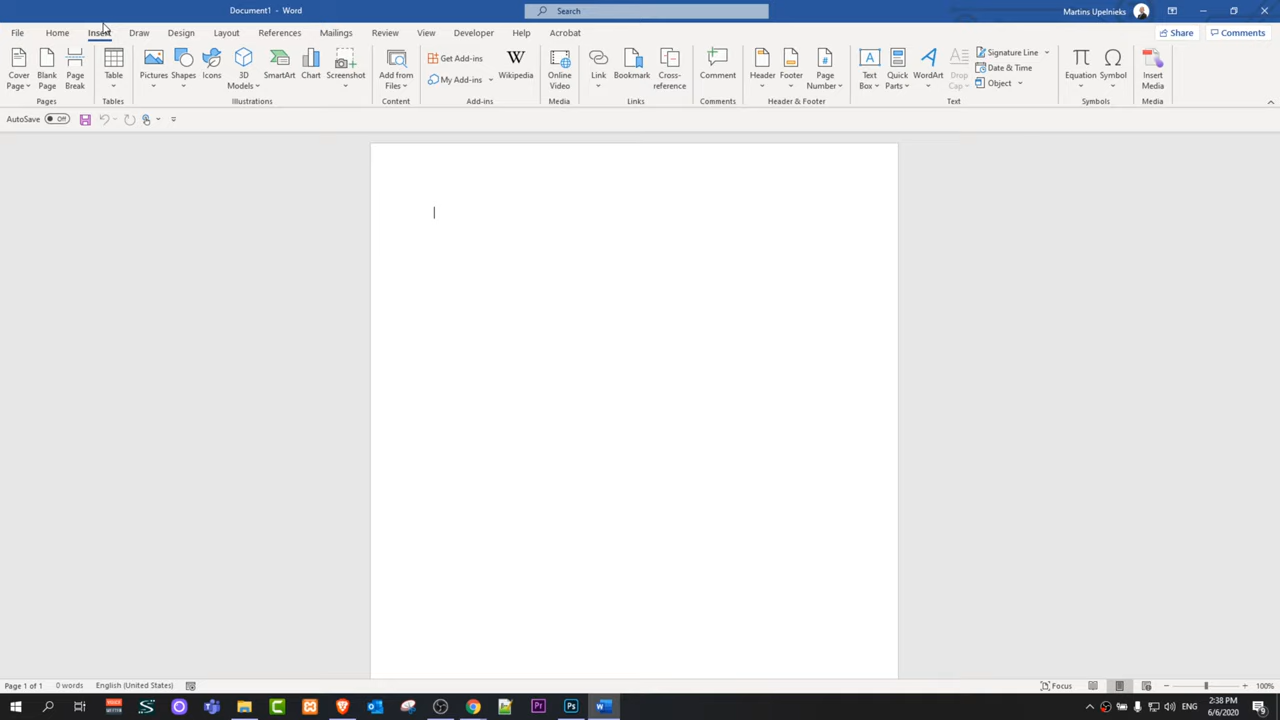 Document1 - Word
Search
Martins Upelnieks
File Home Insert Draw Design Layout References Mailings Review View Developer Help Acrobat
Share Comments
Cover Page
Blank Page
Page Break
Pages
Table
Tables
Pictures
Shapes
Icons
3D Models
SmartArt
Chart
Screenshot
Illustrations
Add from Files
Content
Get Add-ins
My Add-ins
Wikipedia
Add-ins
Online Video
Media
Link
Bookmark
Cross-reference
Links
Comment
Comments
Header
Footer
Page Number
Header & Footer
Text Box
Quick Parts
WordArt
Drop Cap
Signature Line
Date & Time
Object
Text
Equation
Symbol
Symbols
Insert Media
Media
AutoSave Off
Page 1 of 1 0 words English (United States)
Focus
100%
Pr
Ps
ENG
2:38 PM
6/6/2020